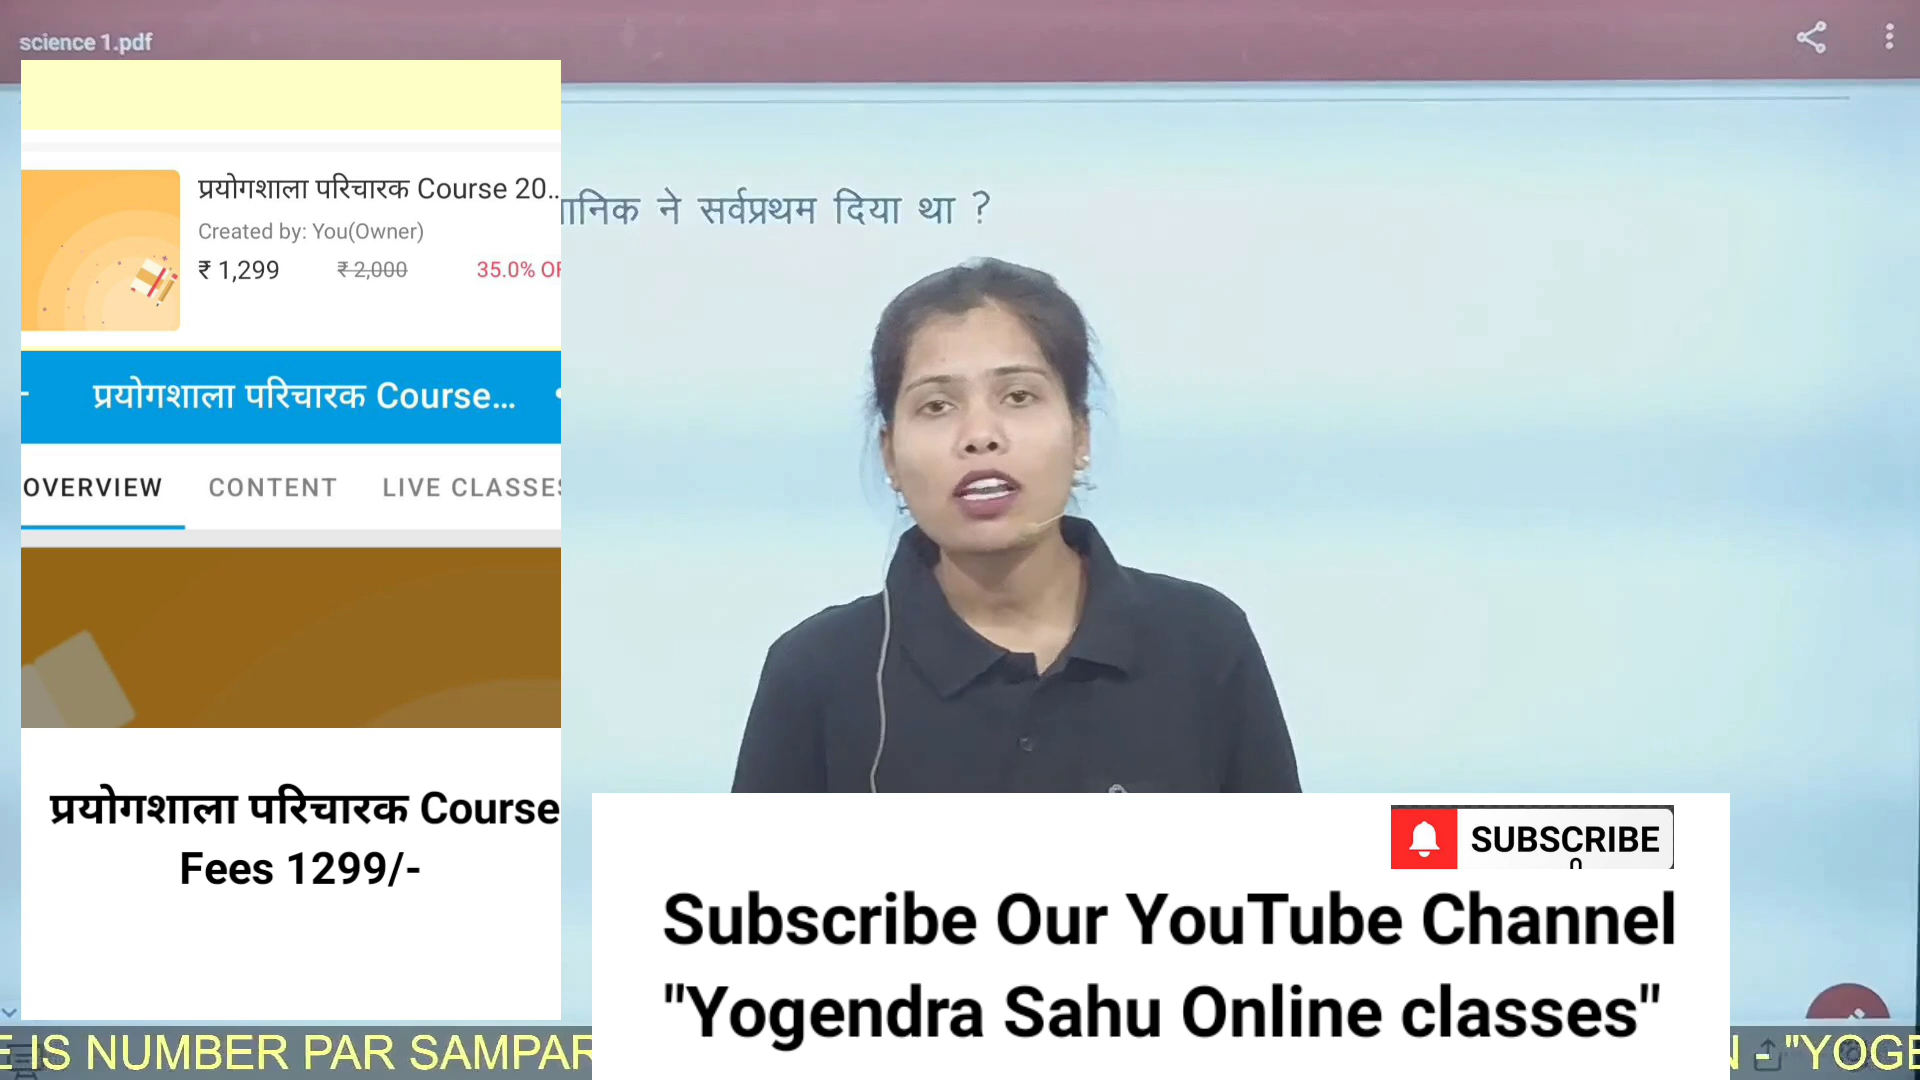 science 1.pdf
प्रयोगशाला परिचारक Course 20...
Created by: You(Owner)
₹ 1,299 ₹ 2,000 35.0% OF
ानिक ने सर्वप्रथम दिया था ?
प्रयोगशाला परिचारक Course...
OVERVIEW CONTENT LIVE CLASSES
प्रयोगशाला परिचारक Course
Fees 1299/-
SUBSCRIBE
Subscribe Our YouTube Channel
"Yogendra Sahu Online classes"
E IS NUMBER PAR SAMPAR
N - "YOGE